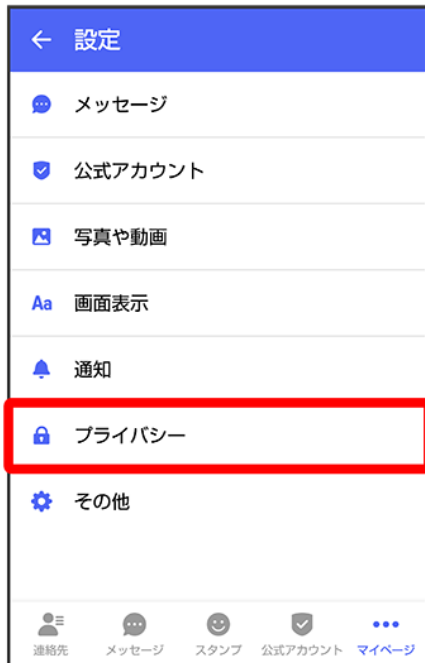 設定
メッセージ
公式アカウント
写真や動画
Aa 画面表示
通知
プライバシー
その他
連絡先 メッセージ スタンプ 公式アカウント マイページ